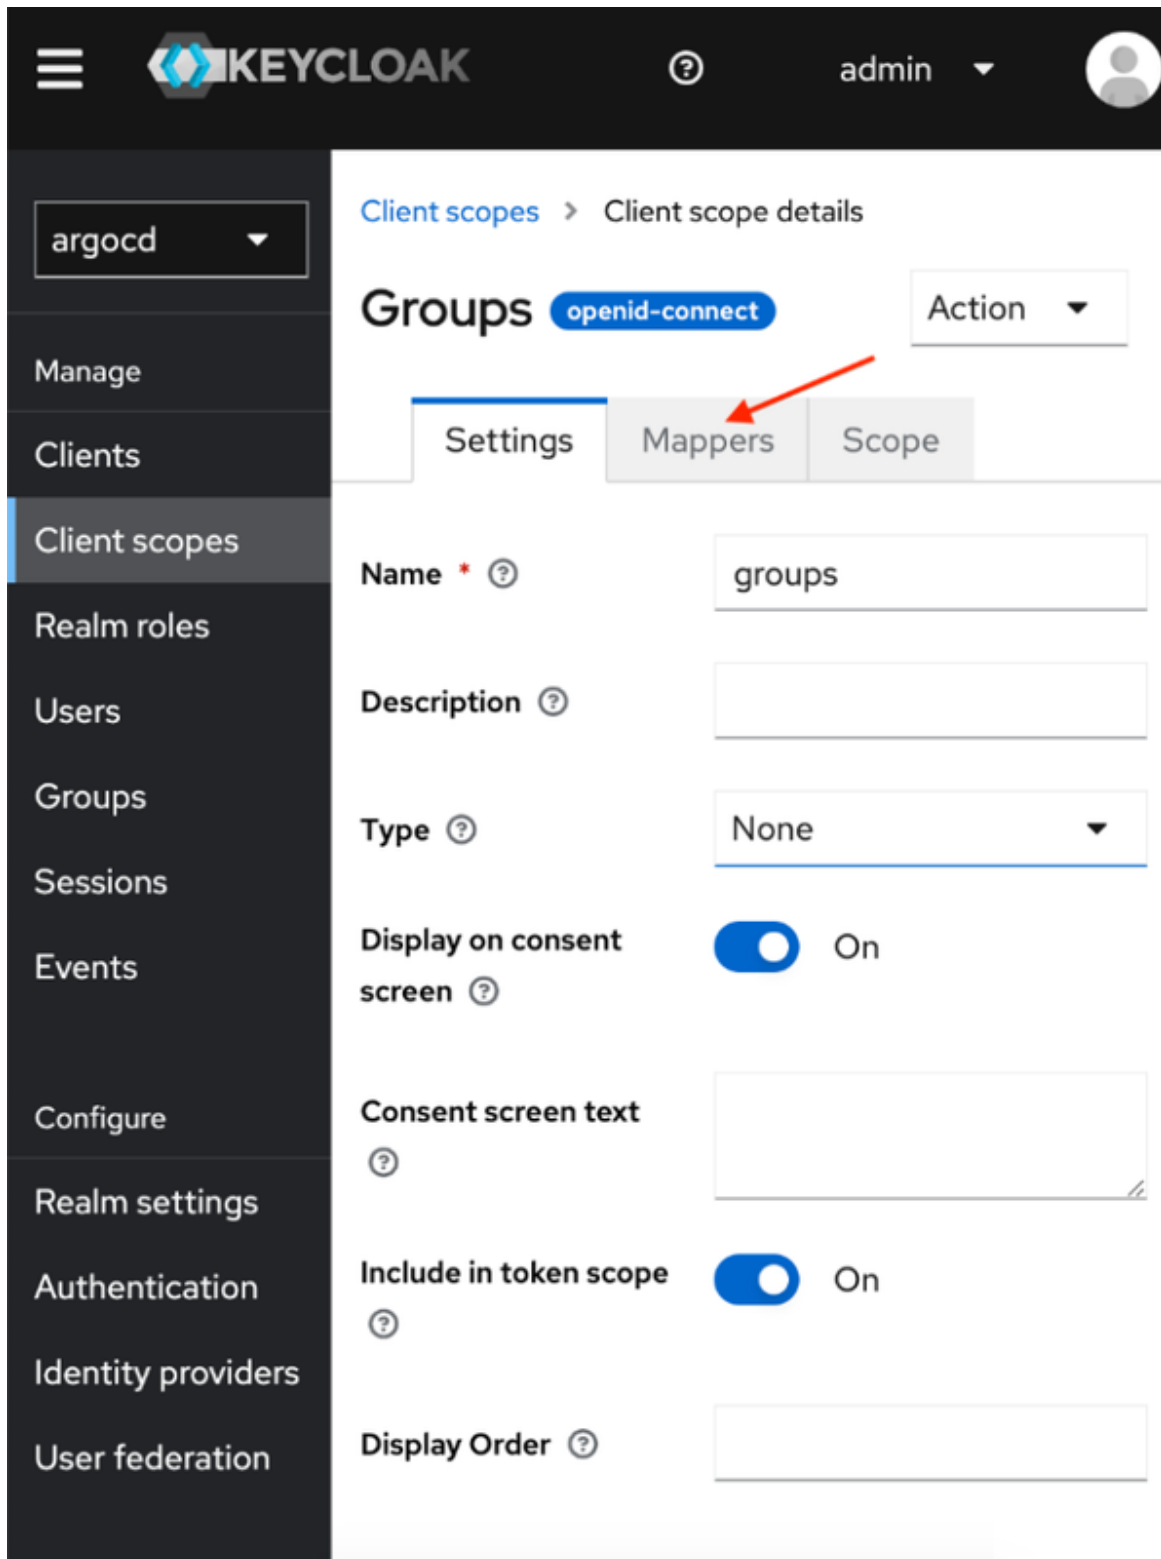 KEYCLOAK
admin
argocd
Manage
Clients
Client scopes
Realm roles
Users
Groups
Sessions
Events
Configure
Realm settings
Authentication
Identity providers
User federation
Client scopes > Client scope details
Groups openid-connect
Action
Settings Mappers Scope
Name * groups
Description
Type None
Display on consent
screen
On
Consent screen text
Include in token scope On
Display Order